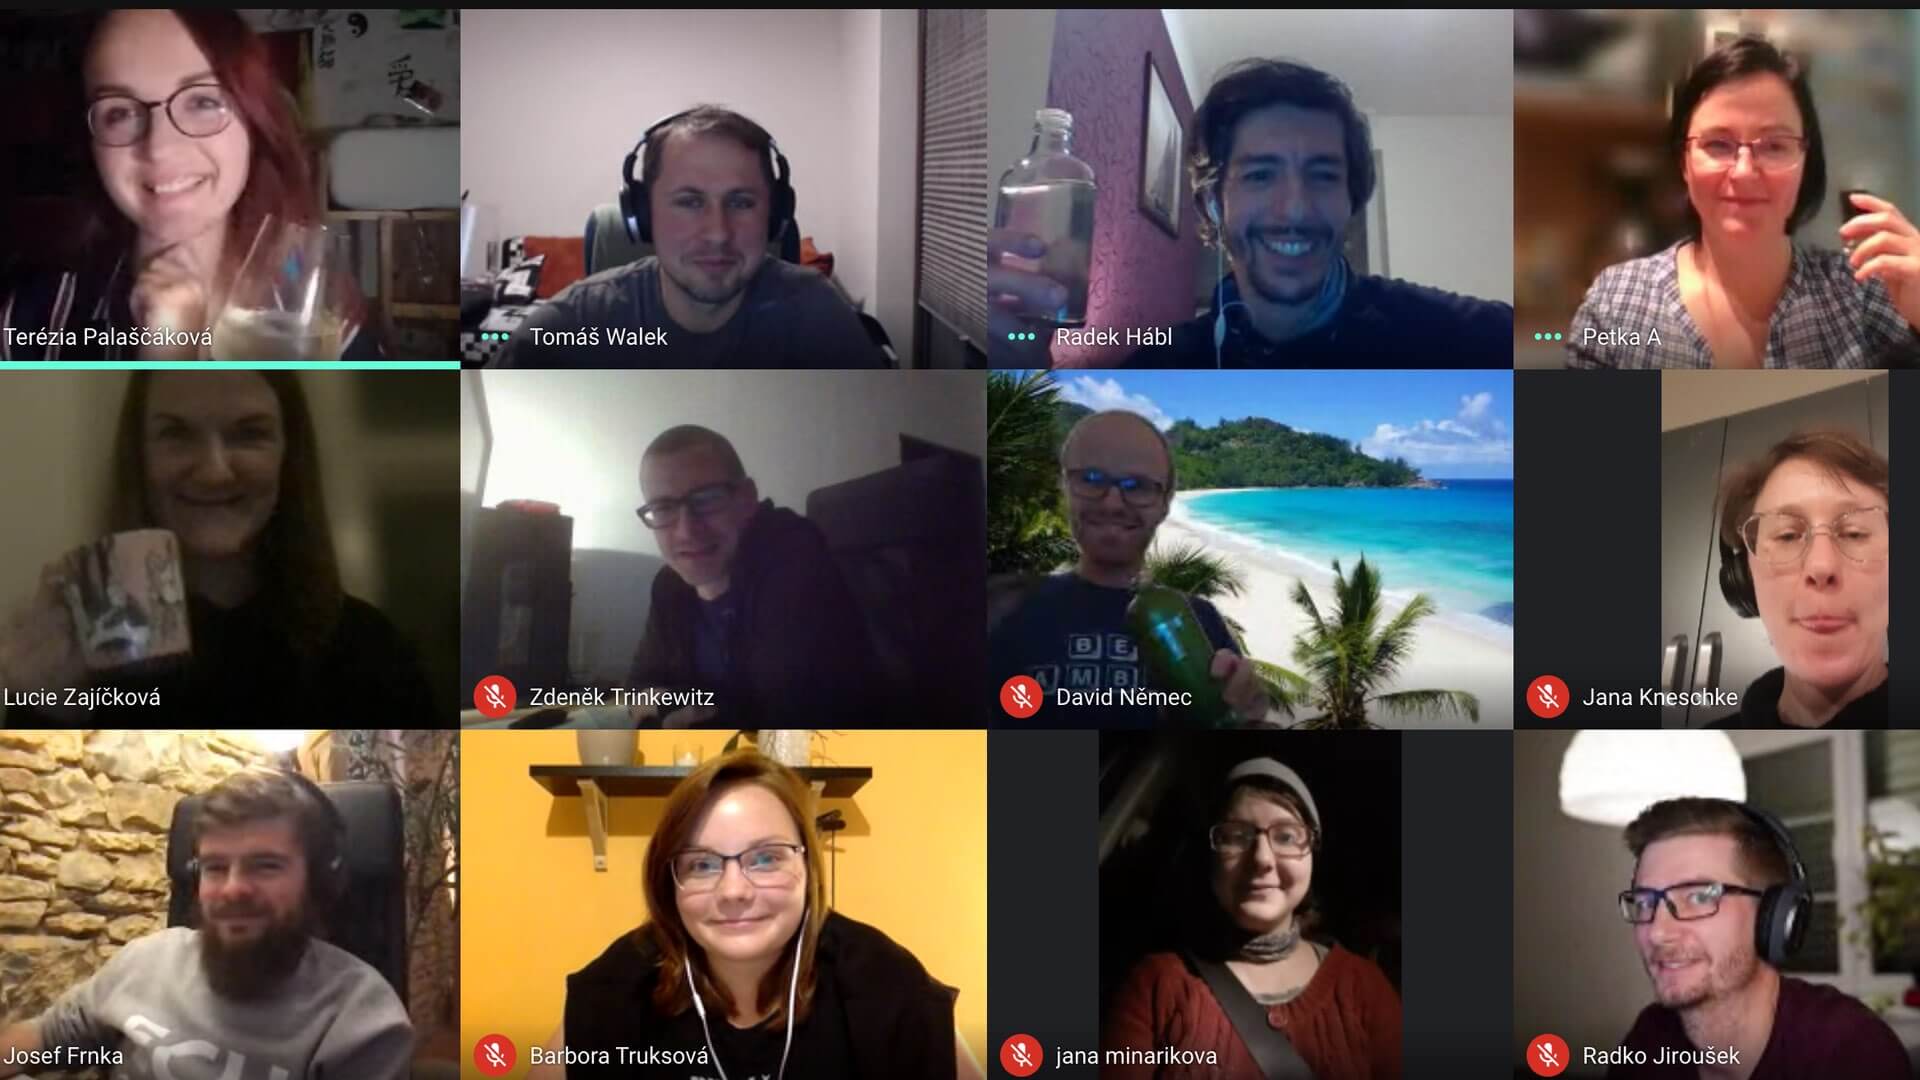 Terézia Palaščáková
Tomáš Walek
Radek Hábl
Petka A
Lucie Zajíčková
Zdeněk Trinkewitz
David Němec
B E
A M B
Jana Kneschke
Josef Frnka
Barbora Truksová
jana minarikova
Radko Jiroušek